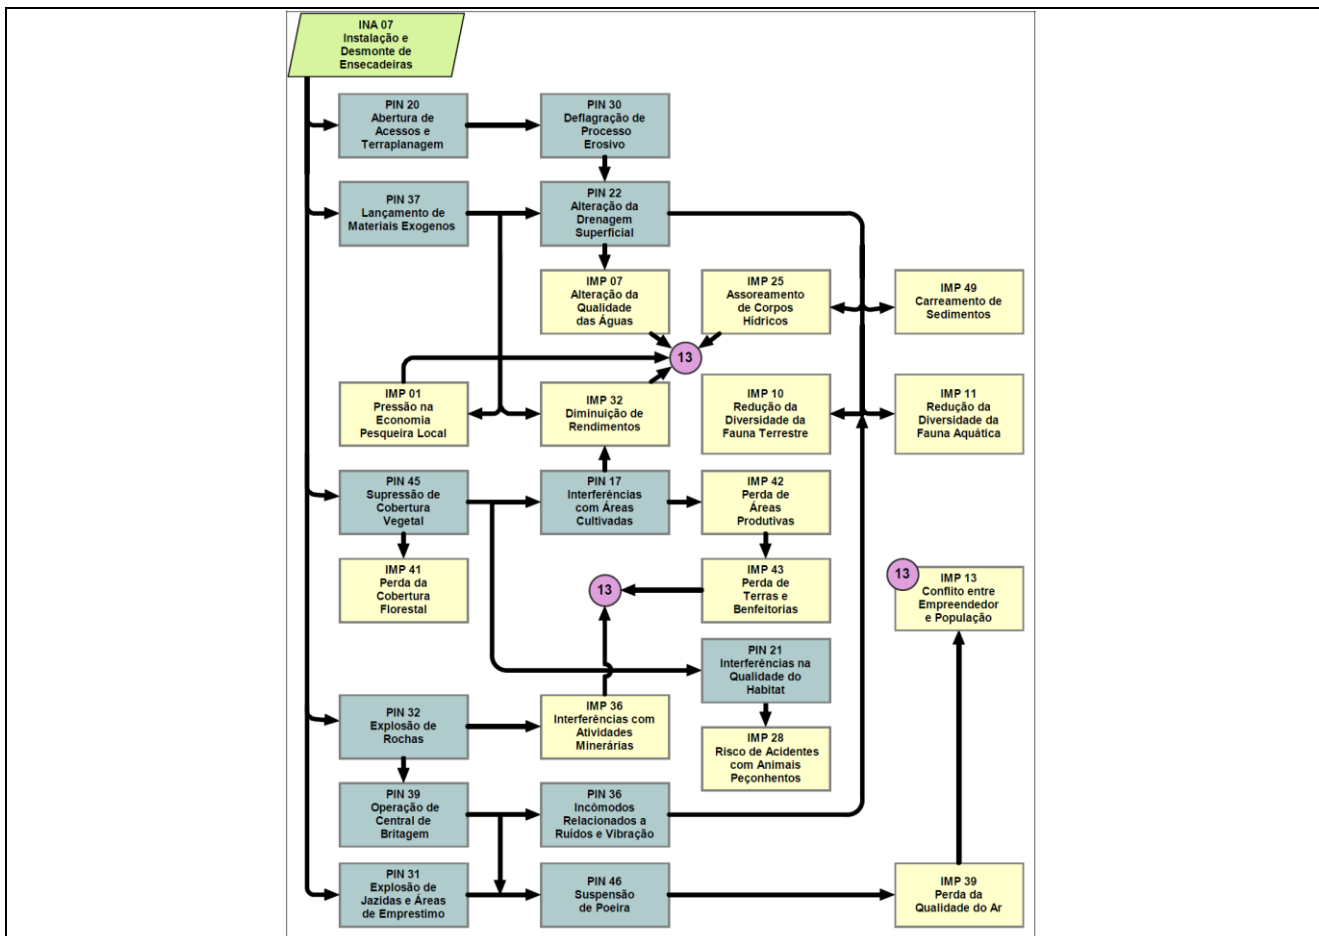 INA 07
Instalação e
Desmonte de
Ensecadeiras
PIN 20
Abertura de
Acessos e
Terraplanagem
PIN 30
Deflagração de
Processo
Erosivo
PIN 37
Lançamento de
Materiais Exogenos
PIN 22
Alteração da
Drenagem
Superficial
IMP 07
Alteração da
Qualidade
das Águas
IMP 25
Assoreamento
de Corpos
Hídricos
IMP 49
Carreamento de
Sedimentos
13
IMP 01
Pressão na
Economia
Pesqueira Local
IMP 32
Diminuição de
Rendimentos
IMP 10
Redução da
Diversidade da
Fauna Terrestre
IMP 11
Redução da
Diversidade da
Fauna Aquática
PIN 45
Supressão de
Cobertura
Vegetal
PIN 17
Interferências
com Áreas
Cultivadas
IMP 42
Perda de
Áreas
Produtivas
IMP 41
Perda da
Cobertura
Florestal
13
IMP 43
Perda de
Terras e
Benfeitorias
13
IMP 13
Conflito entre
Empreendedor
e População
PIN 21
Interferências na
Qualidade do
Habitat
PIN 32
Explosão de
Rochas
IMP 36
Interferências com
Atividades
Minerárias
IMP 28
Risco de Acidentes
com Animais
Peçonhentos
PIN 39
Operação de
Central de
Britagem
PIN 36
Incômodos
Relacionados a
Ruídos e Vibração
PIN 31
Explosão de
Jazidas e Áreas
de Emprestimo
PIN 46
Suspensão
de Poeira
IMP 39
Perda da
Qualidade do Ar